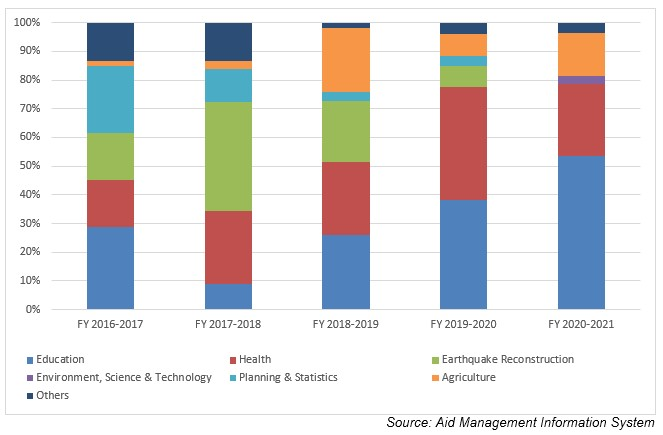 100%
90%
80%
70%
60%
50%
40%
30%
20%
10%
0%
FY 2016-2017 FY 2017-2018 FY 2018-2019 FY 2019-2020 FY 2020-2021
Education Health Earthquake Reconstruction
Environment, Science & Technology Planning & Statistics Agriculture
Others
Source: Aid Management Information System